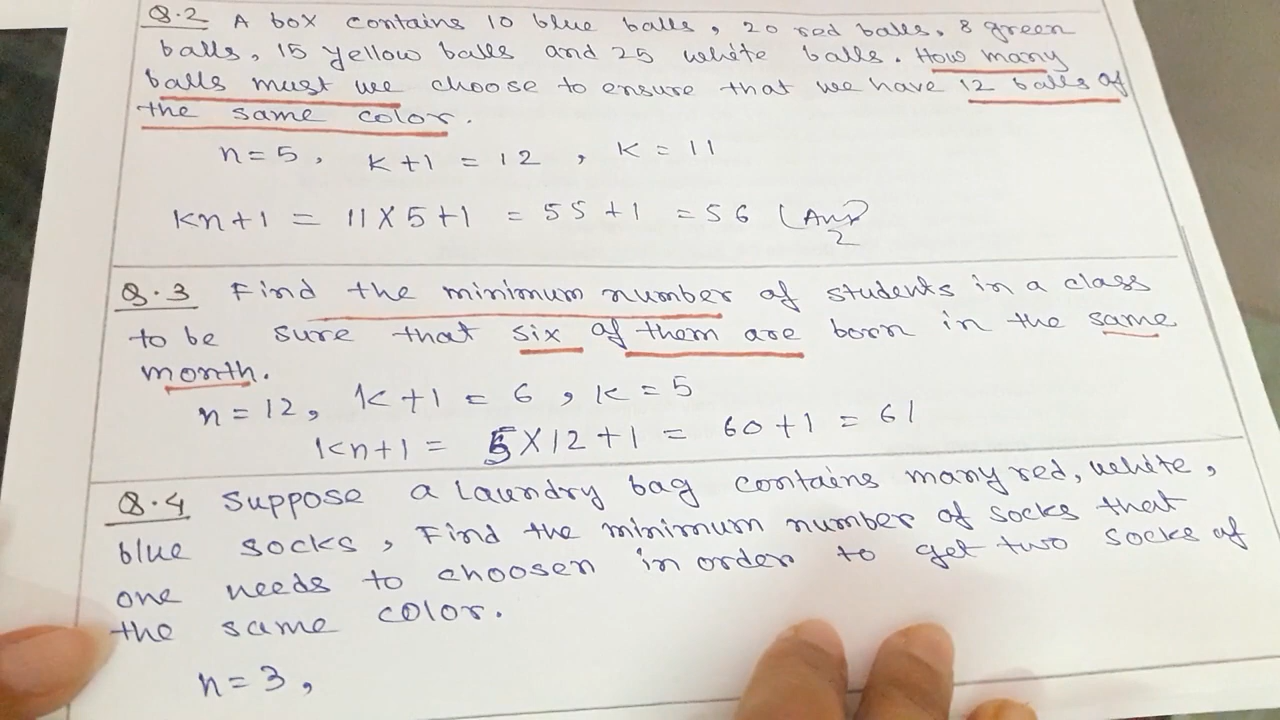 Q.2 A box contains 10 blue balls, 20 red balls, 8 green
balls, 15 yellow balls and 25 white balls. How many
balls must we choose to ensure that we have 12 balls of
the same color.
n=5, k+1 = 12 , k = 11
kn+1 = 11×5+1 = 55+1 = 56 (Ans)
2
Q.3 Find the minimum number of students in a class
to be sure that six of them are born in the same
month.
n=12, k+1 = 6 , k=5
kn+1 = 5×12+1 = 60+1 = 61
Q.4 Suppose a laundry bag contains many red, white,
blue socks, Find the minimum number of socks that
one needs to choosen in order to get two socks of
the same color.
n=3,